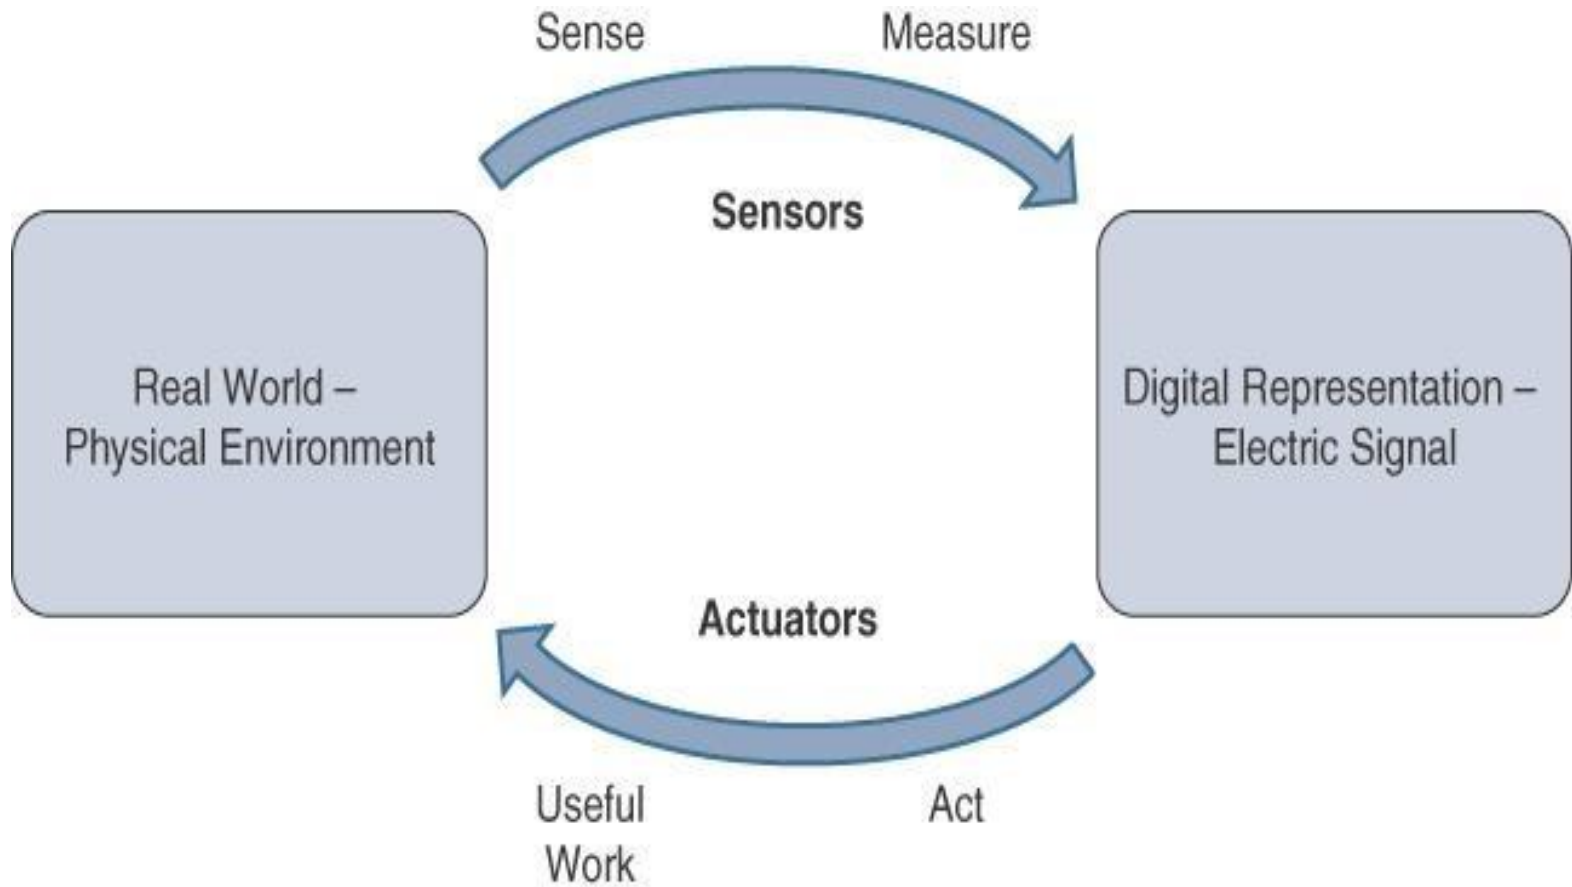 Sense Measure
Sensors
Real World –
Physical Environment
Digital Representation –
Electric Signal
Actuators
Useful
Work
Act